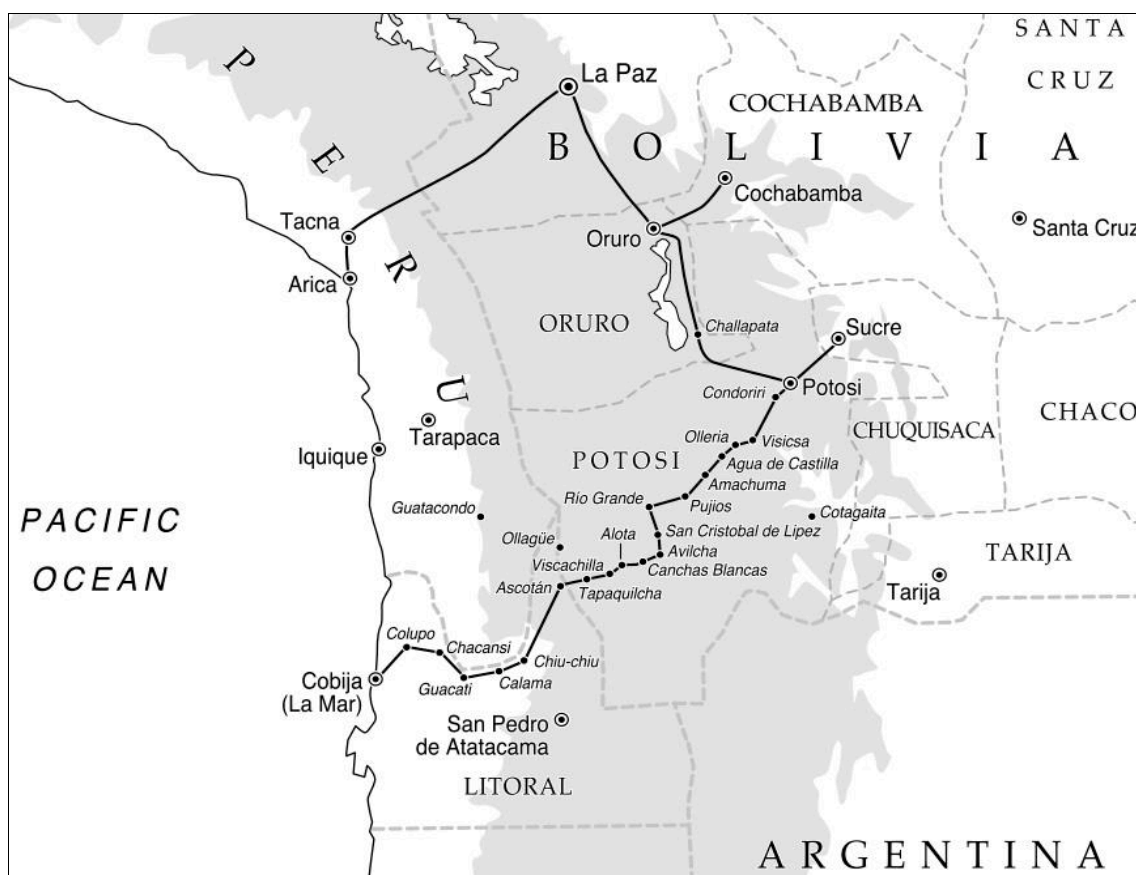 SANTA
CRUZ
PERU
La Paz
COCHABAMBA
BOLIVIA
Cochabamba
Tacna
Oruro
Santa Cruz
Arica
ORURO
Challapata
Sucre
Potosi
Condoriri
CHACO
Tarapaca
CHUQUISACA
Iquique
Olleria
Visicsa
POTOSI
Agua de Castilla
Amachuma
Rio Grande
Pujios
Guatacondo
Cotagaita
PACIFIC
OCEAN
San Cristobal de Lipez
Alota
Ollagüe
Avilcha
TARIJA
Viscachilla
Canchas Blancas
Ascotán
Tapaquilcha
Tarija
Colupo
Chacansi
Chiu-chiu
Cobija
(La Mar)
Guacati
Calama
San Pedro
de Atatacama
LITORAL
ARGENTINA